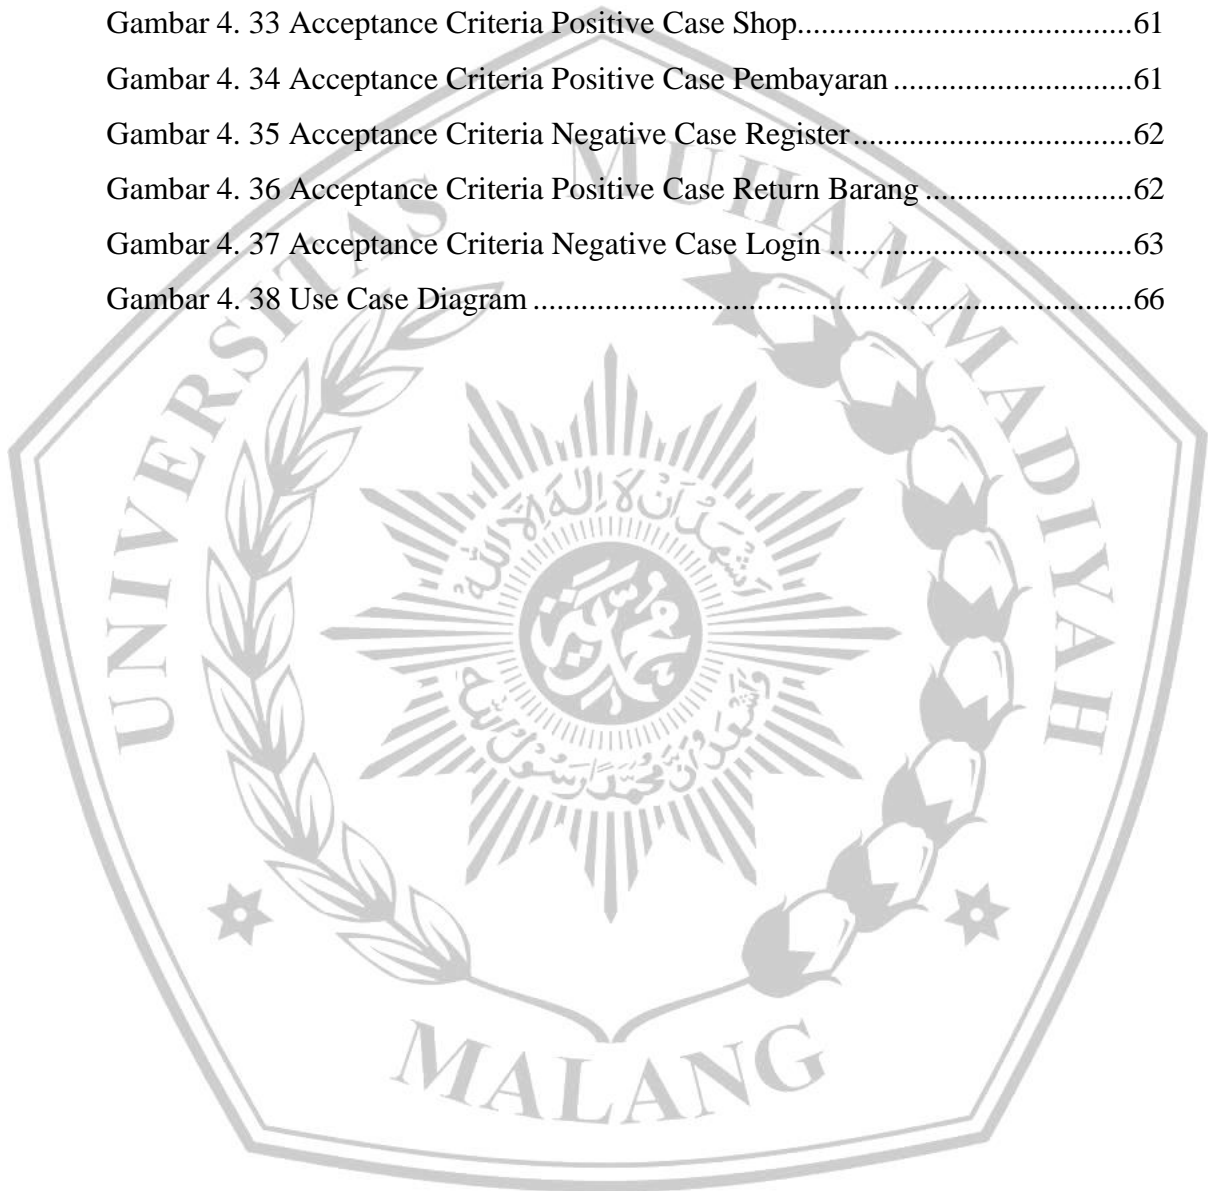 Gambar 4. 33 Acceptance Criteria Positive Case Shop..........................................61
Gambar 4. 34 Acceptance Criteria Positive Case Pembayaran..............................61
Gambar 4. 35 Acceptance Criteria Negative Case Register...................................62
Gambar 4. 36 Acceptance Criteria Positive Case Return Barang..........................62
Gambar 4. 37 Acceptance Criteria Negative Case Login......................................63
Gambar 4. 38 Use Case Diagram...........................................................................66
UNIVERSITAS MUHAMMADIYAH
MALANG